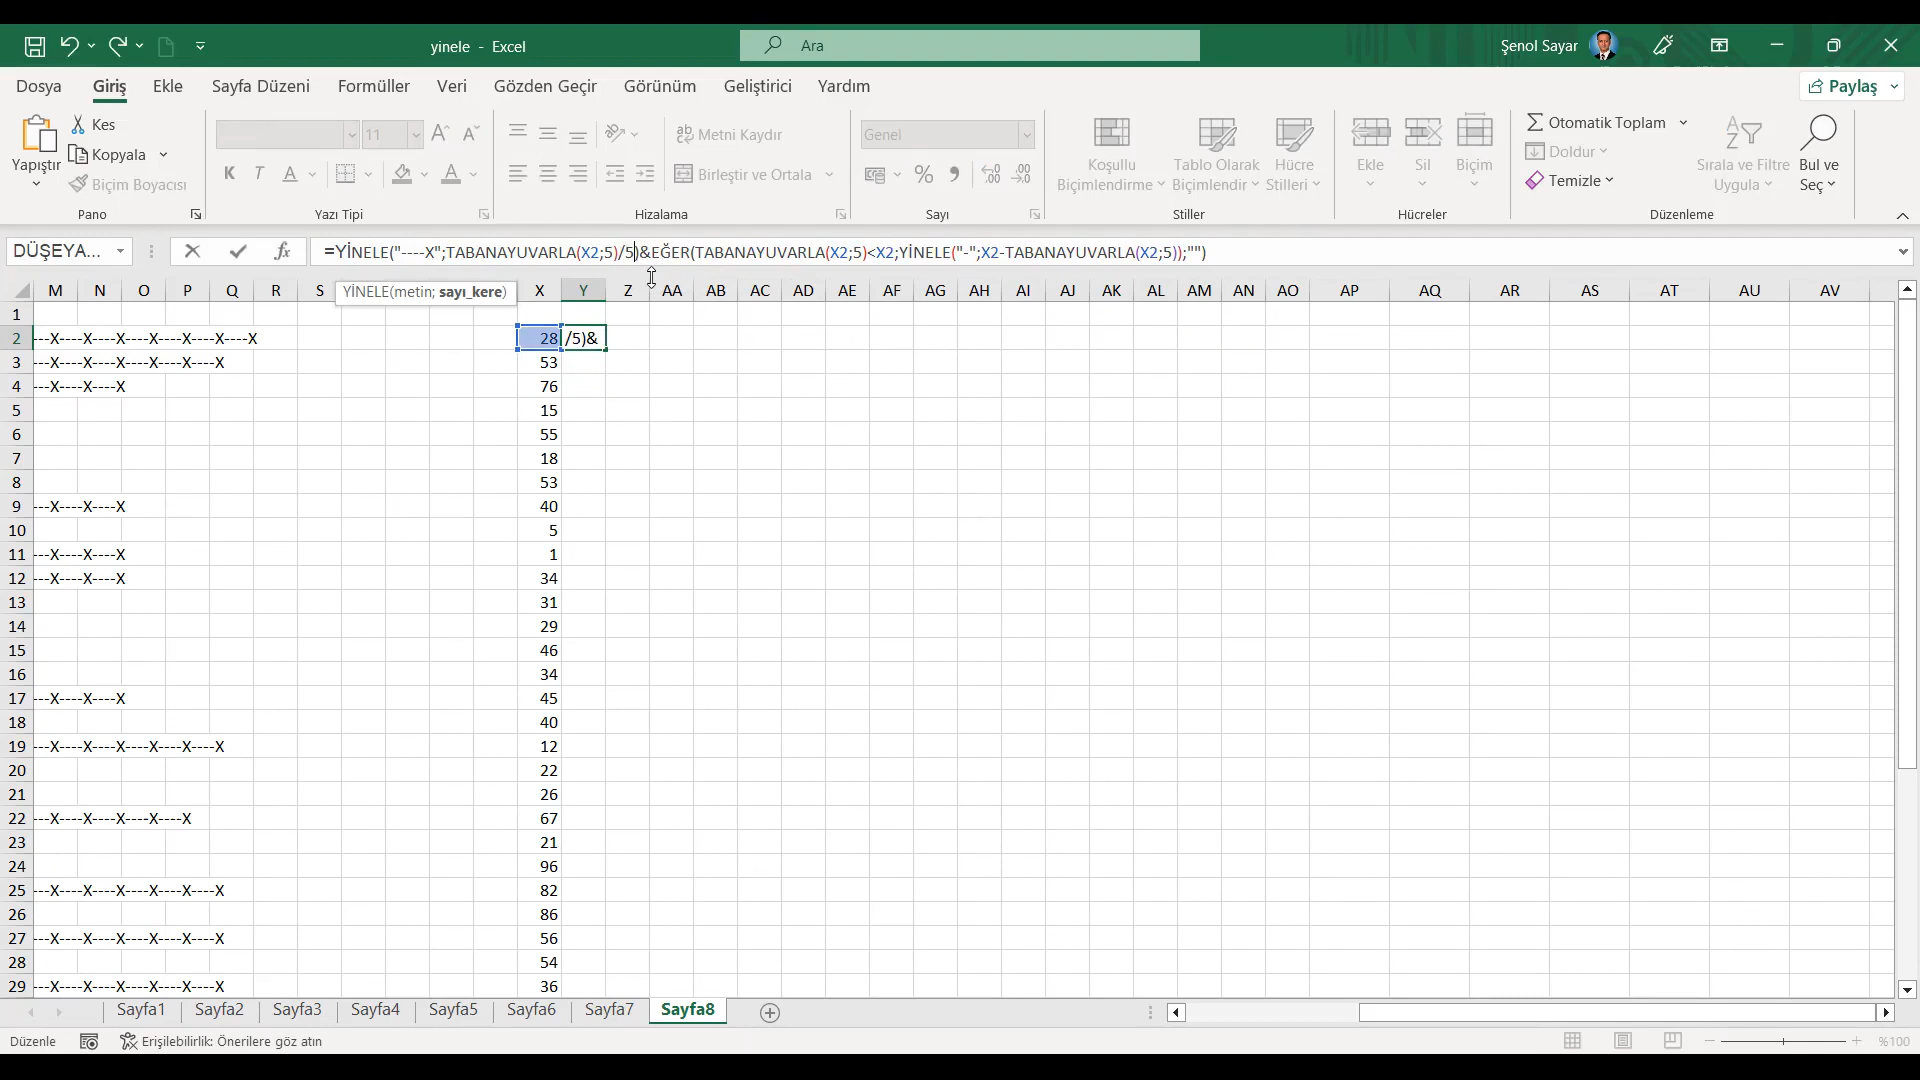 yinele - Excel
Ara
Şenol Sayar
Dosya
Giriş
Ekle
Sayfa Düzeni
Formüller
Veri
Gözden Geçir
Görünüm
Geliştirici
Yardım
Paylaş
Yapıştır
Kes
Kopyala
Biçim Boyacısı
Pano
11
K T A
Yazı Tipi
Metni Kaydır
Birleştir ve Ortala
Hizalama
Genel
Sayı
Koşullu Biçimlendirme
Tablo Olarak Biçimlendir
Hücre Stilleri
Stiller
Ekle
Sil
Biçim
Hücreler
Otomatik Toplam
Doldur
Temizle
Sırala ve Filtre Uygula
Bul ve Seç
Düzenleme
DÜŞEYA...
=YİNELE("----X";TABANAYUVARLA(X2;5)/5)&EĞER(TABANAYUVARLA(X2;5)<X2;YİNELE("-";X2-TABANAYUVARLA(X2;5));"")
YİNELE(metin; sayı_kere)
M N O P Q R S X Y Z AA AB AC AD AE AF AG AH AI AJ AK AL AM AN AO AP AQ AR AS AT AU AV
1
2 ---X----X----X----X----X----X----X 28 /5)&
3 ---X----X----X----X----X----X 53
4 ---X----X----X 76
5 15
6 55
7 18
8 53
9 ---X----X----X 40
10 5
11 ---X----X----X 1
12 ---X----X----X 34
13 31
14 29
15 46
16 34
17 ---X----X----X 45
18 40
19 ---X----X----X----X----X----X 12
20 22
21 26
22 ---X----X----X----X----X 67
23 21
24 96
25 ---X----X----X----X----X----X 82
26 86
27 ---X----X----X----X----X----X 56
28 54
29 ---X----X----X----X----X----X 36
Sayfa1
Sayfa2
Sayfa3
Sayfa4
Sayfa5
Sayfa6
Sayfa7
Sayfa8
Düzenle
Erişilebilirlik: Önerilere göz atın
%100